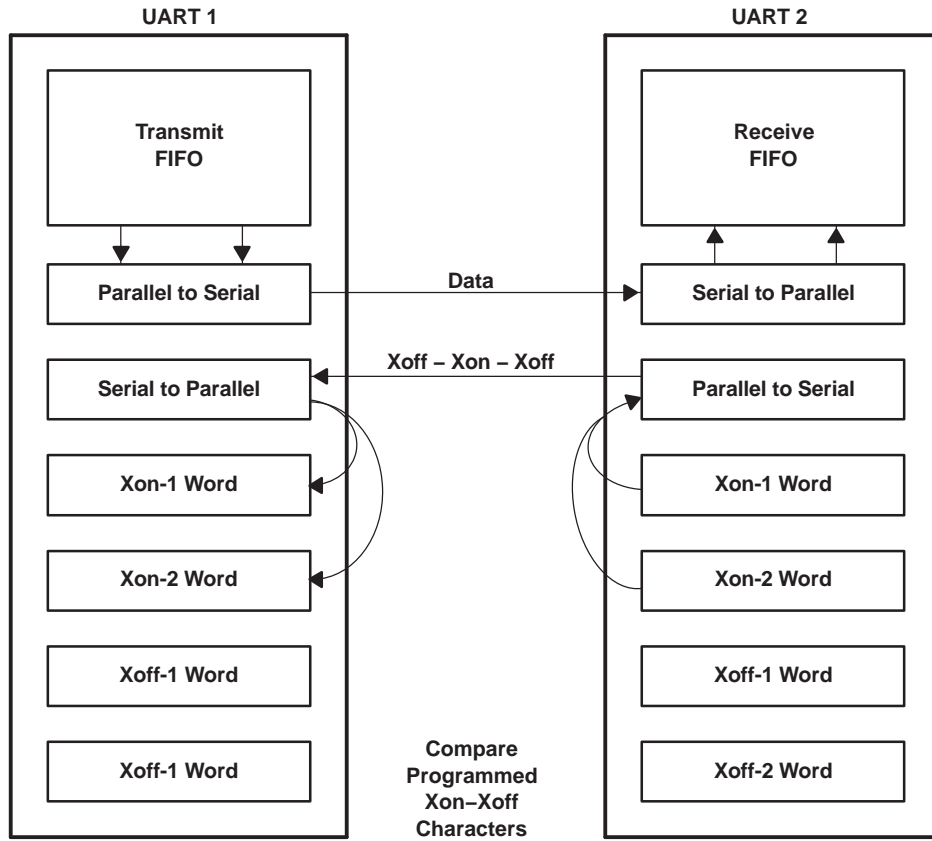 UART 1
UART 2
Transmit
FIFO
Receive
FIFO
Parallel to Serial
Data
Serial to Parallel
Xoff – Xon – Xoff
Serial to Parallel
Parallel to Serial
Xon-1 Word
Xon-1 Word
Xon-2 Word
Xon-2 Word
Xoff-1 Word
Xoff-1 Word
Xoff-1 Word
Xoff-2 Word
Compare
Programmed
Xon–Xoff
Characters